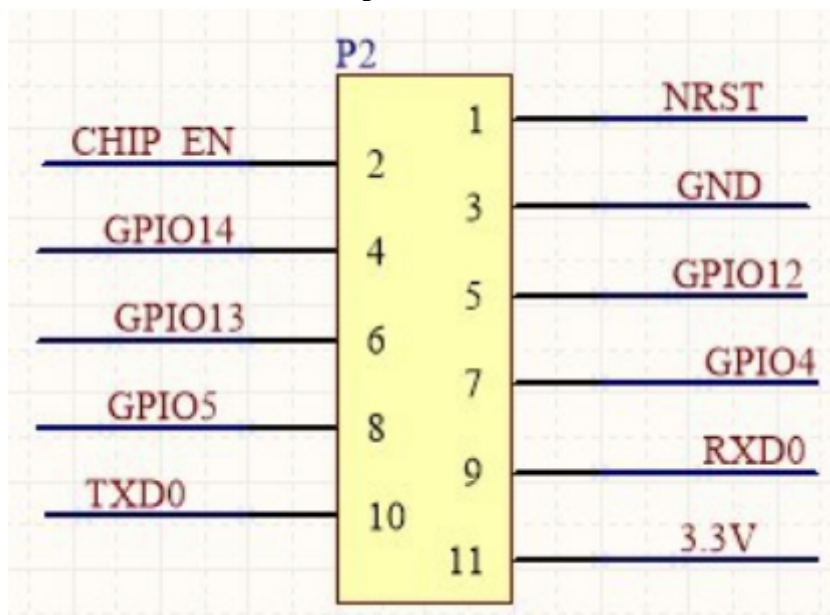 P2
1 NRST
CHIP EN 2
3 GND
GPIO14 4
5 GPIO12
GPIO13 6
7 GPIO4
GPIO5 8
9 RXD0
TXD0 10
11 3.3V